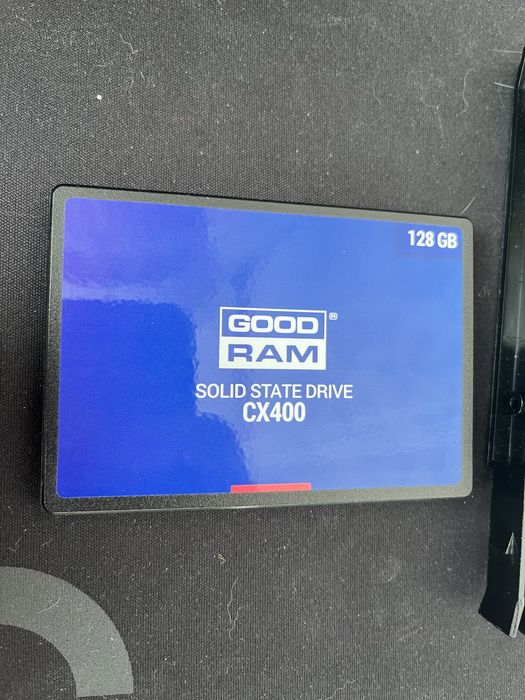 128 GB
GOOD
RAM
®
SOLID STATE DRIVE
CX400